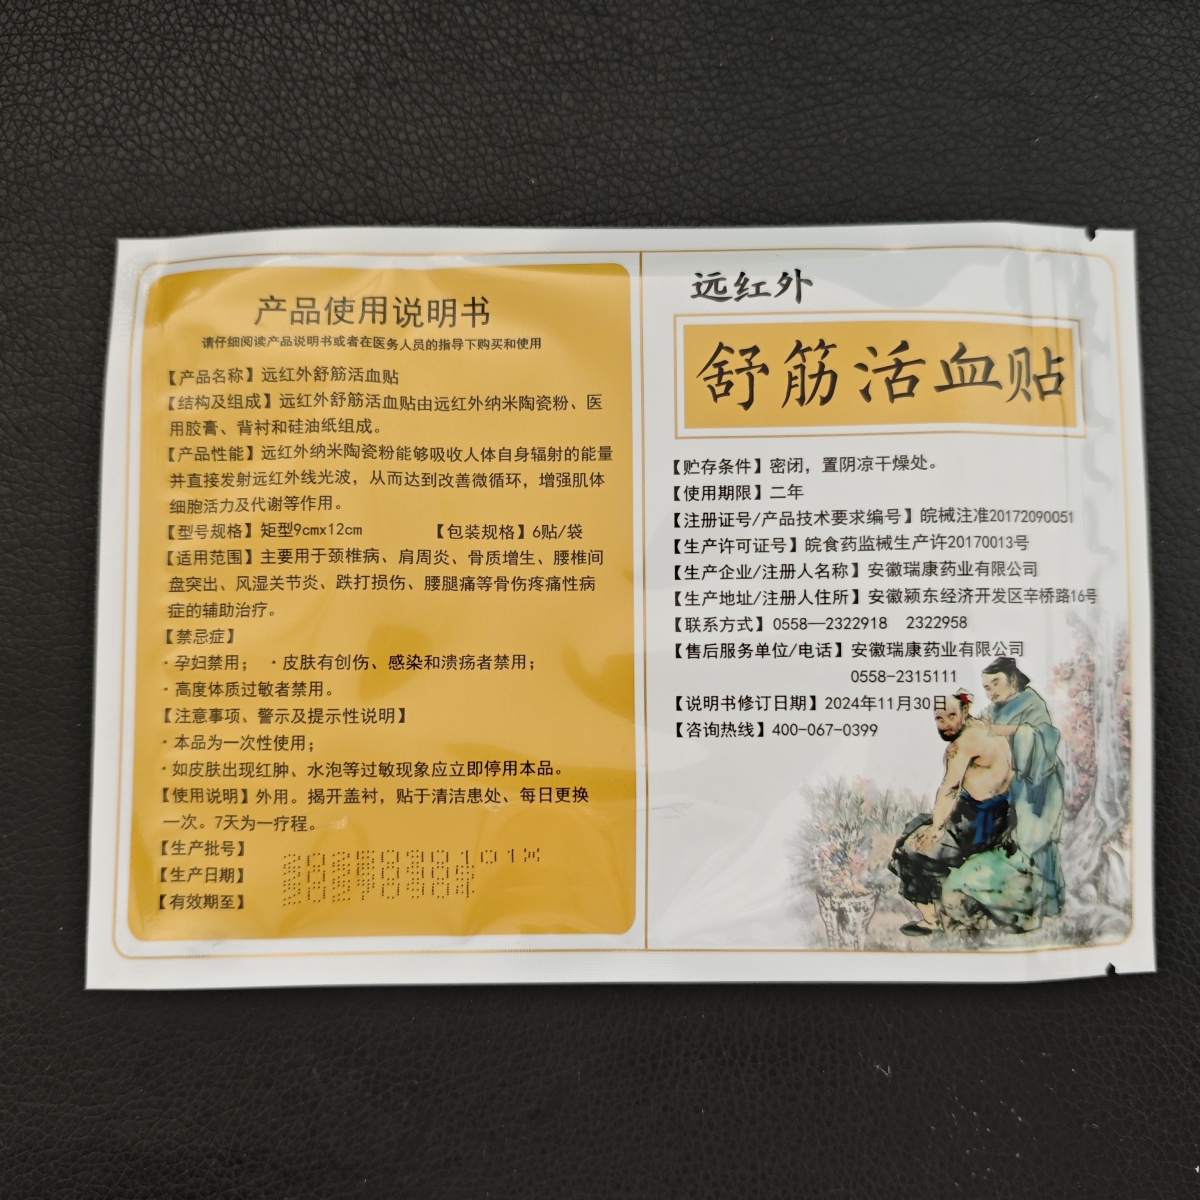 产品使用说明书
请仔细阅读产品说明书或者在医务人员的指导下购买和使用
【产品名称】远红外舒筋活血贴
【结构及组成】远红外舒筋活血贴由远红外纳米陶瓷粉、医
用胶膏、背衬和硅油纸组成。
【产品性能】远红外纳米陶瓷粉能够吸收人体自身辐射的能量
并直接发射远红外线光波，从而达到改善微循环，增强肌体
细胞活力及代谢等作用。
【型号规格】矩型9cmx12cm 【包装规格】6贴/袋
【适用范围】主要用于颈椎病、肩周炎、骨质增生、腰椎间
盘突出、风湿关节炎、跌打损伤、腰腿痛等骨伤疼痛性病
症的辅助治疗。
【禁忌症】
·孕妇禁用； ·皮肤有创伤、感染和溃疡者禁用；
·高度体质过敏者禁用。
【注意事项、警示及提示性说明】
·本品为一次性使用；
·如皮肤出现红肿、水泡等过敏现象应立即停用本品。
【使用说明】外用。揭开盖衬，贴于清洁患处、每日更换
一次。7天为一疗程。
【生产批号】
【生产日期】
【有效期至】
远红外
舒筋活血贴
【贮存条件】密闭，置阴凉干燥处。
【使用期限】二年
【注册证号/产品技术要求编号】皖械注准20172090051
【生产许可证号】皖食药监械生产许20170013号
【生产企业/注册人名称】安徽瑞康药业有限公司
【生产地址/注册人住所】安徽颍东经济开发区辛桥路16号
【联系方式】0558—2322918 2322958
【售后服务单位/电话】安徽瑞康药业有限公司
0558-2315111
【说明书修订日期】2024年11月30日
【咨询热线】400-067-0399